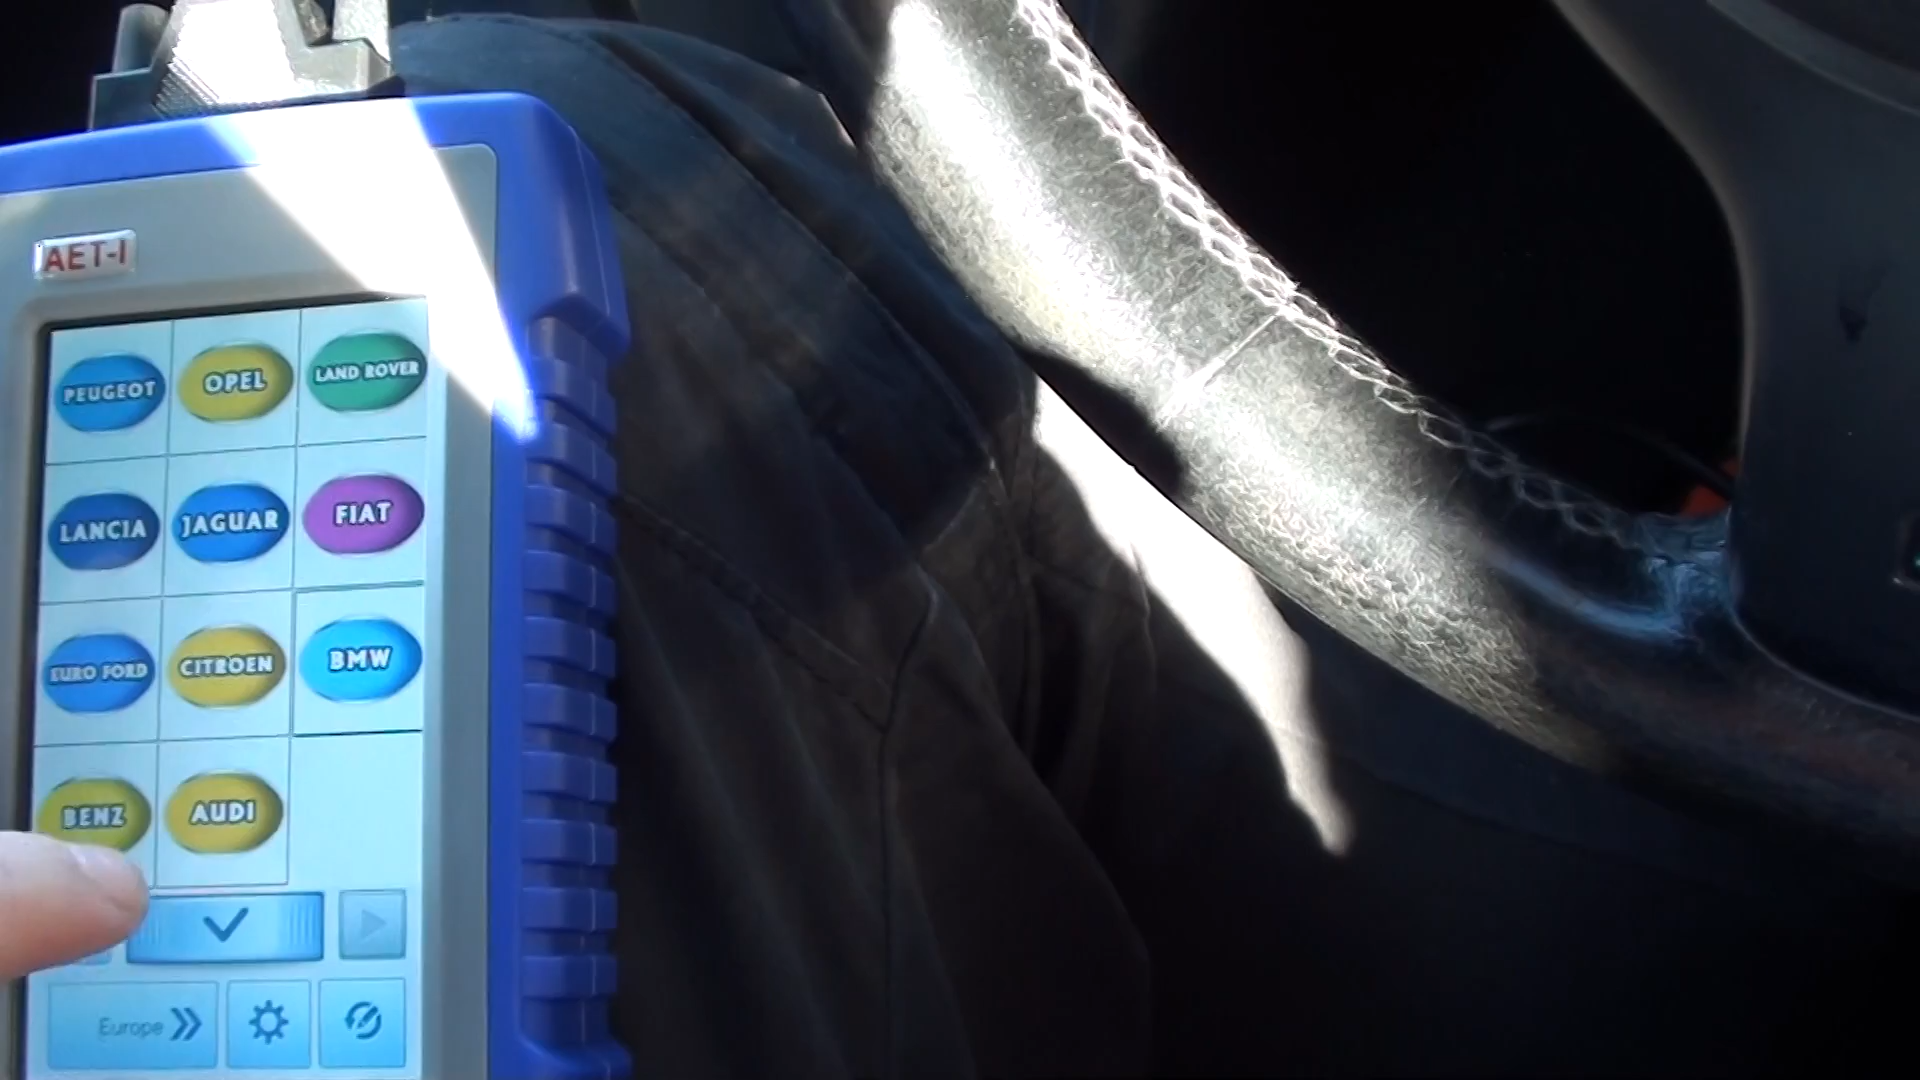 AET-I
PEUGEOT OPEL LAND ROVER
LANCIA JAGUAR FIAT
EURO FORD CITROEN BMW
BENZ AUDI
Europe